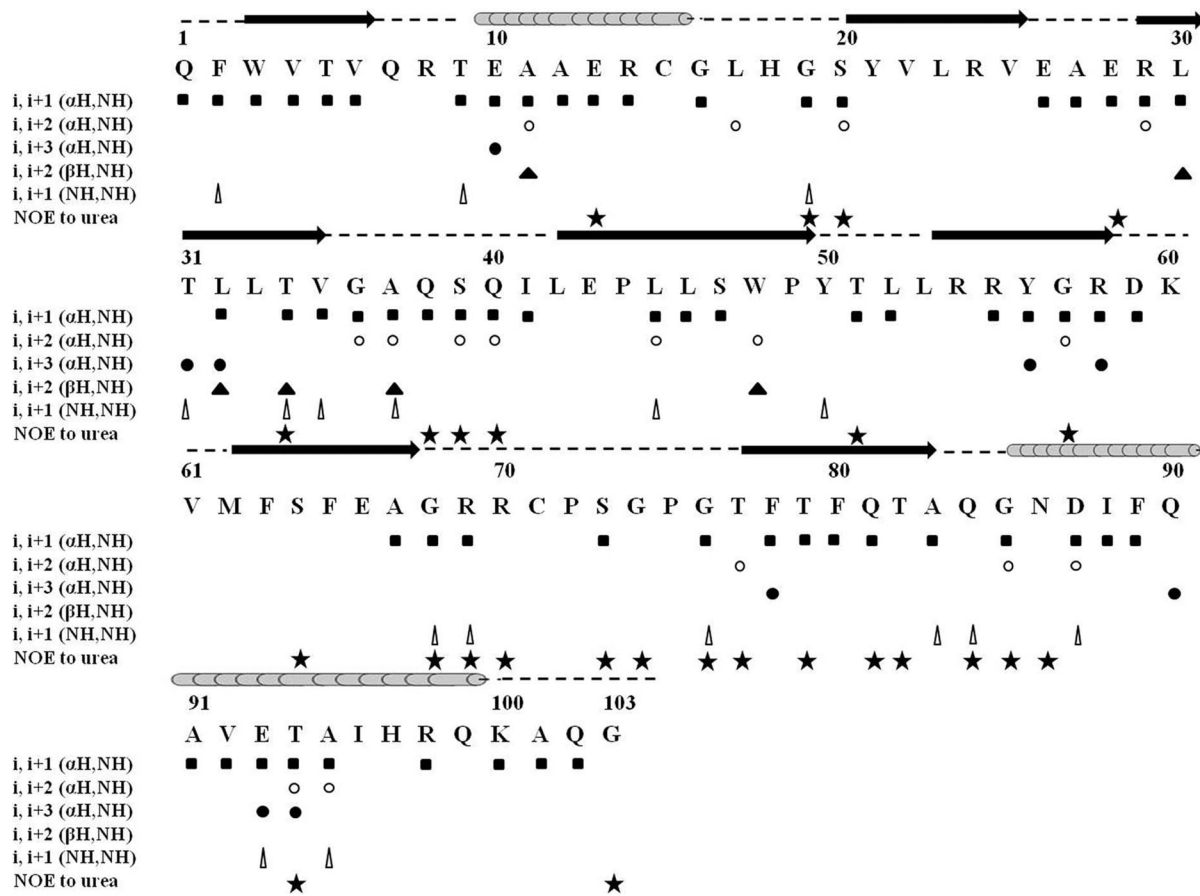 1 10 20 30
Q F W V T V Q R T E A A E R C G L H G S Y V L R V E A E R L
i, i+1 (αH,NH)
i, i+2 (αH,NH)
i, i+3 (αH,NH)
i, i+2 (βH,NH)
i, i+1 (NH,NH)
NOE to urea
31 40 50 60
T L L T V G A Q S Q I L E P L L S W P Y T L L R R Y G R D K
i, i+1 (αH,NH)
i, i+2 (αH,NH)
i, i+3 (αH,NH)
i, i+2 (βH,NH)
i, i+1 (NH,NH)
NOE to urea
61 70 80 90
V M F S F E A G R R C P S G P G T F T F Q T A Q G N D I F Q
i, i+1 (αH,NH)
i, i+2 (αH,NH)
i, i+3 (αH,NH)
i, i+2 (βH,NH)
i, i+1 (NH,NH)
NOE to urea
91 100 103
A V E T A I H R Q K A Q G
i, i+1 (αH,NH)
i, i+2 (αH,NH)
i, i+3 (αH,NH)
i, i+2 (βH,NH)
i, i+1 (NH,NH)
NOE to urea